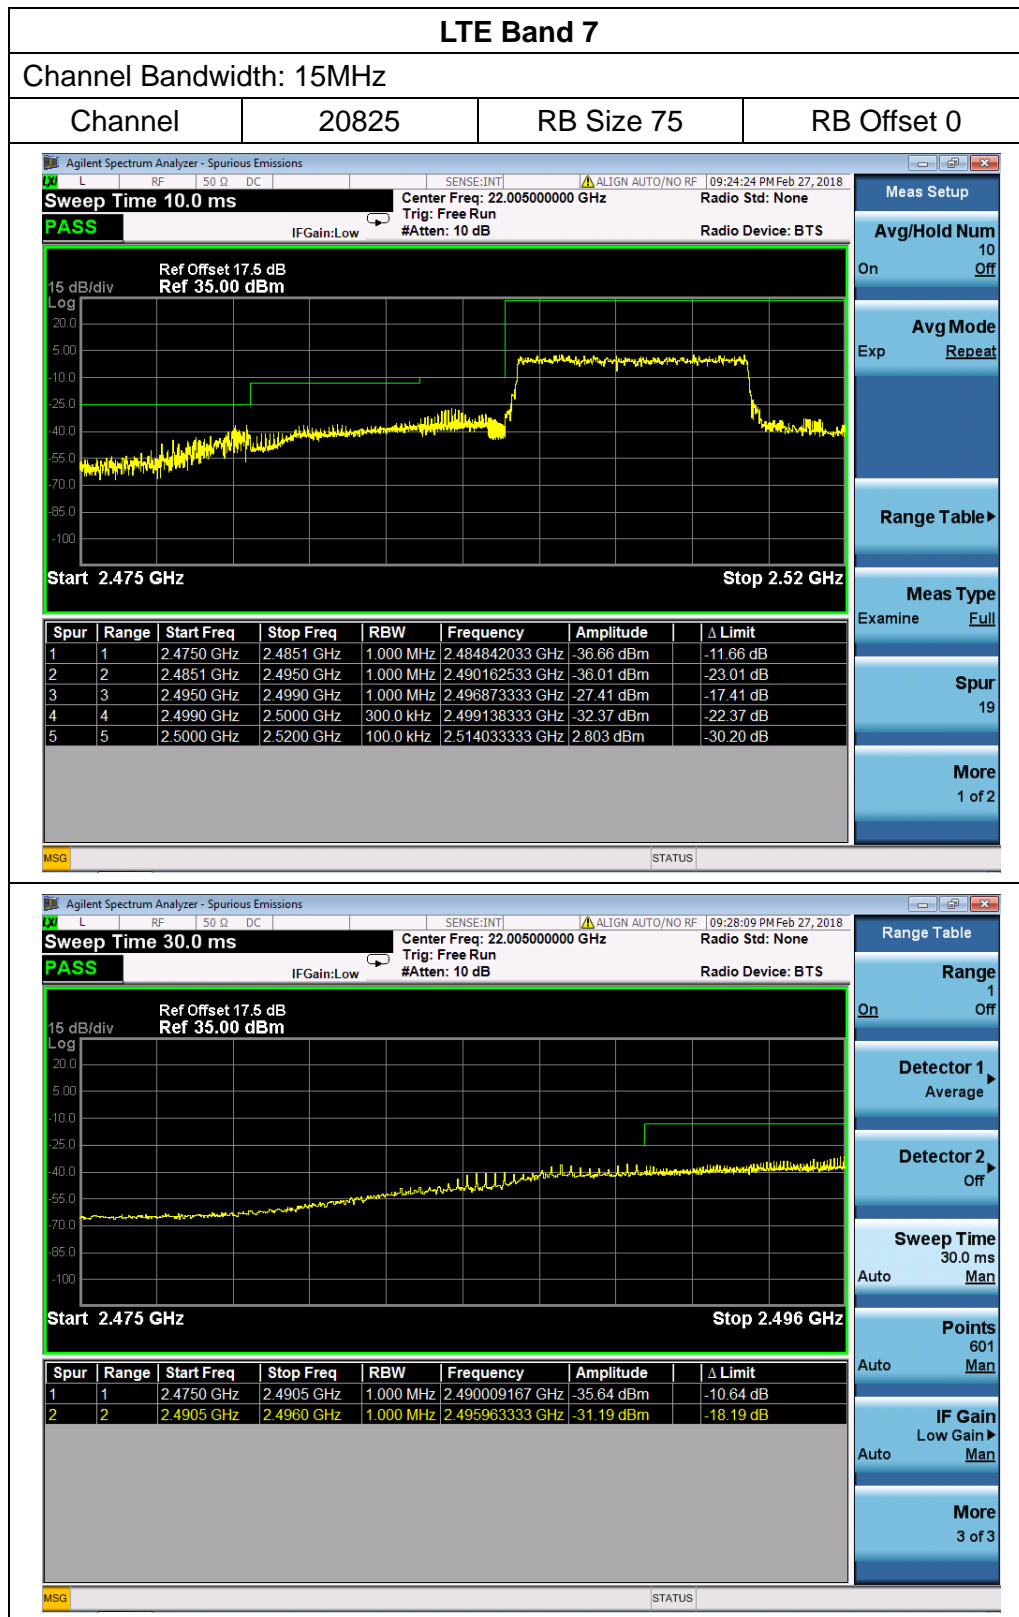 LTE Band 7
Channel Bandwidth: 15MHz
Channel 20825 RB Size 75 RB Offset 0
Agilent Spectrum Analyzer - Spurious Emissions
LXI L RF 50 Ω DC SENSE:INT ALIGN AUTO/NO RF 09:24:24 PM Feb 27, 2018
Sweep Time 10.0 ms Center Freq: 22.005000000 GHz Radio Std: None
Trig: Free Run
PASS IFGain:Low #Atten: 10 dB Radio Device: BTS
Ref Offset 17.5 dB
15 dB/div Ref 35.00 dBm
Log
20.0
5.00
-10.0
-25.0
-40.0
-55.0
-70.0
-85.0
-100
Start 2.475 GHz Stop 2.52 GHz
Spur Range Start Freq Stop Freq RBW Frequency Amplitude Δ Limit
1 1 2.4750 GHz 2.4851 GHz 1.000 MHz 2.484842033 GHz -36.66 dBm -11.66 dB
2 2 2.4851 GHz 2.4950 GHz 1.000 MHz 2.490162533 GHz -36.01 dBm -23.01 dB
3 3 2.4950 GHz 2.4990 GHz 1.000 MHz 2.496873333 GHz -27.41 dBm -17.41 dB
4 4 2.4990 GHz 2.5000 GHz 300.0 kHz 2.499138333 GHz -32.37 dBm -22.37 dB
5 5 2.5000 GHz 2.5200 GHz 100.0 kHz 2.514033333 GHz 2.803 dBm -30.20 dB
MSG STATUS
Meas Setup
Avg/Hold Num
10
On Off
Avg Mode
Exp Repeat
Range Table
Meas Type
Examine Full
Spur
19
More
1 of 2
Agilent Spectrum Analyzer - Spurious Emissions
LXI L RF 50 Ω DC SENSE:INT ALIGN AUTO/NO RF 09:28:09 PM Feb 27, 2018
Sweep Time 30.0 ms Center Freq: 22.005000000 GHz Radio Std: None
Trig: Free Run
PASS IFGain:Low #Atten: 10 dB Radio Device: BTS
Ref Offset 17.5 dB
15 dB/div Ref 35.00 dBm
Log
20.0
5.00
-10.0
-25.0
-40.0
-55.0
-70.0
-85.0
-100
Start 2.475 GHz Stop 2.496 GHz
Spur Range Start Freq Stop Freq RBW Frequency Amplitude Δ Limit
1 1 2.4750 GHz 2.4905 GHz 1.000 MHz 2.490009167 GHz -35.64 dBm -10.64 dB
2 2 2.4905 GHz 2.4960 GHz 1.000 MHz 2.495963333 GHz -31.19 dBm -18.19 dB
MSG STATUS
Range Table
Range
1
On Off
Detector 1
Average
Detector 2
Off
Sweep Time
30.0 ms
Auto Man
Points
601
Auto Man
IF Gain
Low Gain
Auto Man
More
3 of 3